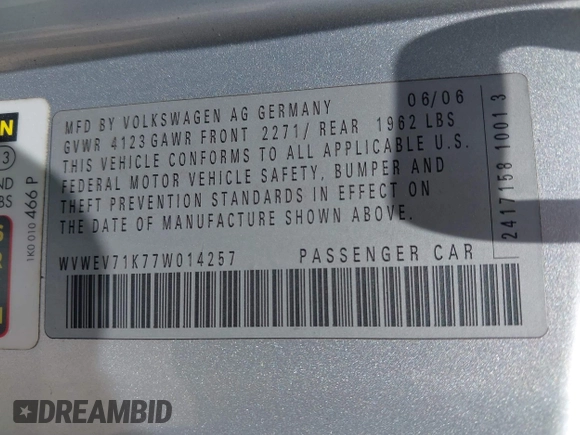 MFD BY VOLKSWAGEN AG GERMANY 06/06
GVWR 4123 GAWR FRONT 2271/ REAR 1962 LBS
THIS VEHICLE CONFORMS TO ALL APPLICABLE U.S.
FEDERAL MOTOR VEHICLE SAFETY, BUMPER AND
THEFT PREVENTION STANDARDS IN EFFECT ON
THE DATE OF MANUFACTURE SHOWN ABOVE.
WVWEV71K77W014257 PASSENGER CAR
2417158 1001 3
1K0 010 466 P
DREAMBID